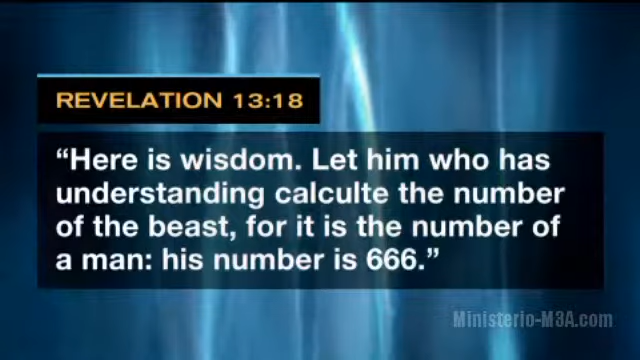 REVELATION 13:18
“Here is wisdom. Let him who has
understanding calculte the number
of the beast, for it is the number of
a man: his number is 666.”
Ministerio-M3A.com